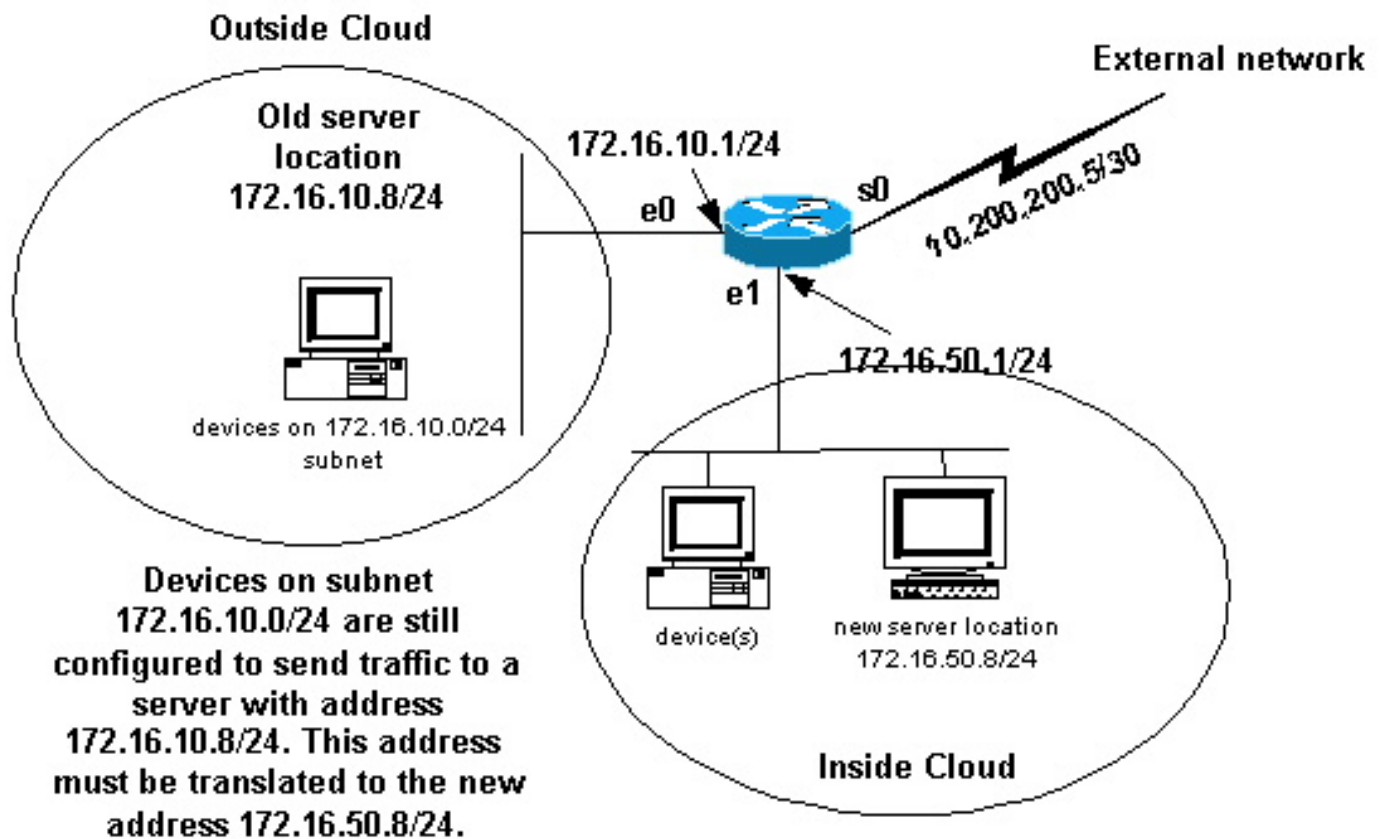 Outside Cloud
External network
Old server
location
172.16.10.8/24
172.16.10.1/24
e0
s0
10.200.200.5/30
e1
172.16.50.1/24
devices on 172.16.10.0/24
subnet
device(s)
new server location
172.16.50.8/24
Inside Cloud
Devices on subnet
172.16.10.0/24 are still
configured to send traffic to a
server with address
172.16.10.8/24. This address
must be translated to the new
address 172.16.50.8/24.